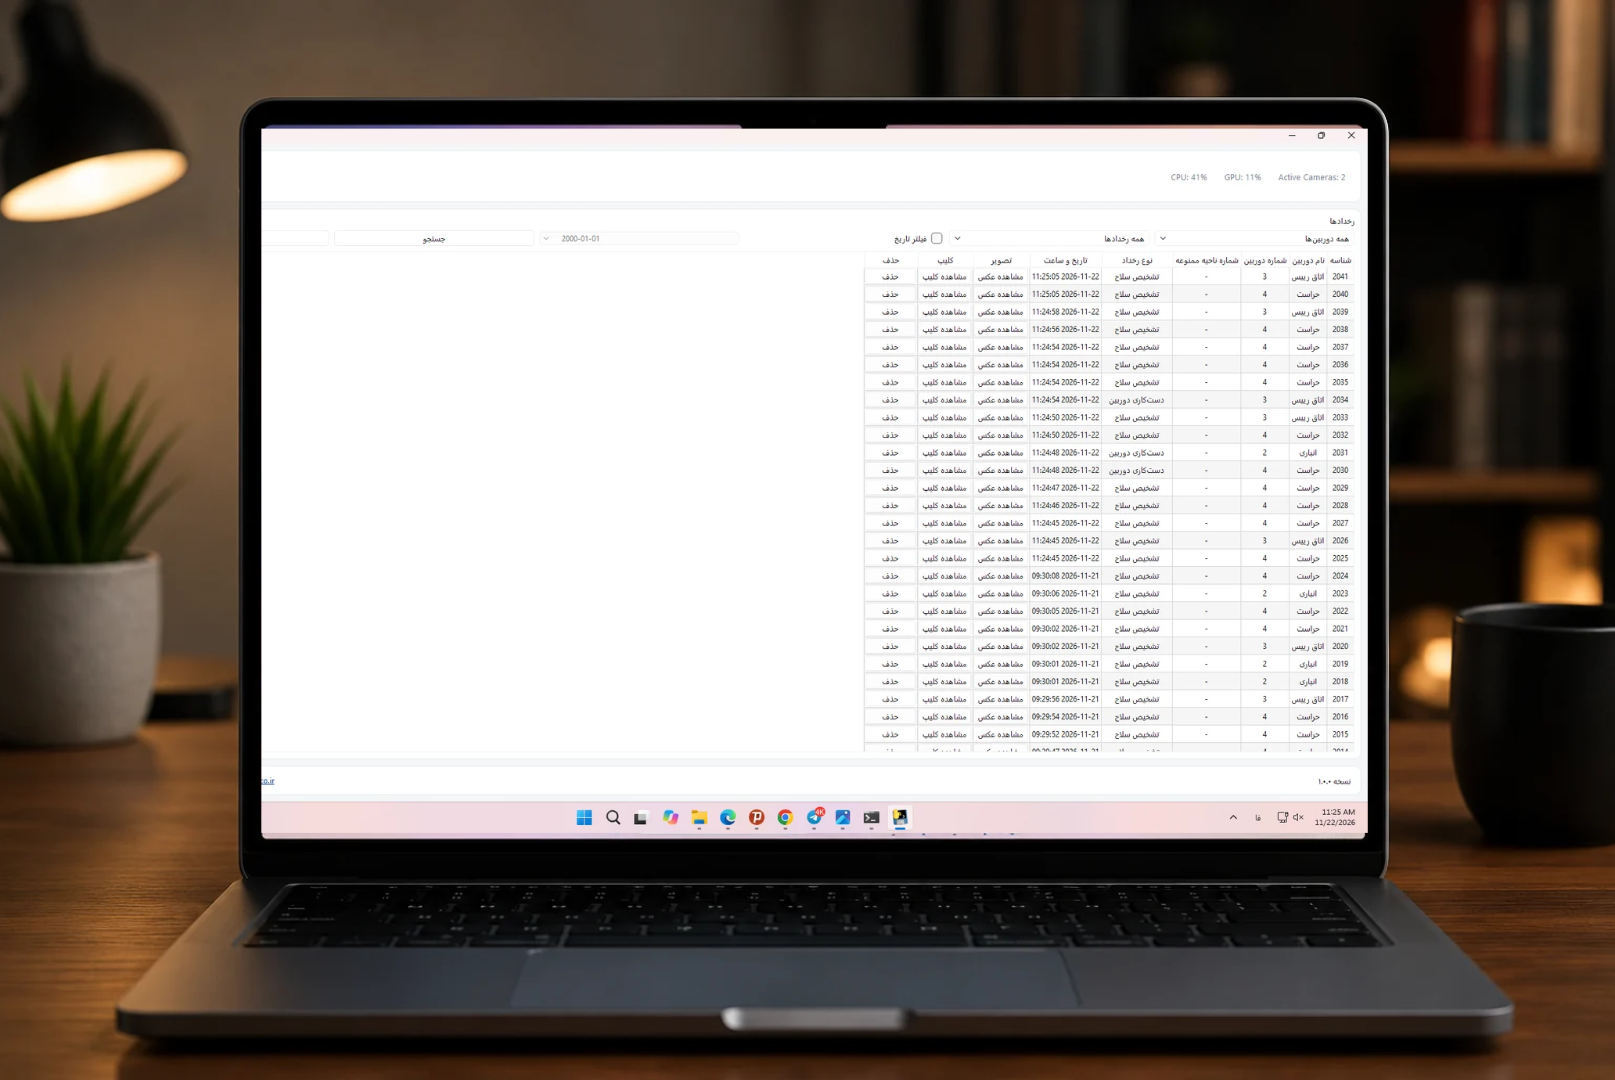 CPU: 41% GPU: 11% Active Cameras: 2
رخدادها
همه دوربین‌ها همه رخدادها فیلتر تاریخ 2000-01-01 جستجو
شناسه نام دوربین شماره دوربین شماره ناحیه ممنوعه نوع رخداد تاریخ و ساعت تصویر کلیپ حذف
2041 اتاق رییس 3 - تشخیص سلاح 2026-11-22 11:25:05 مشاهده عکس مشاهده کلیپ حذف
2040 حراست 4 - تشخیص سلاح 2026-11-22 11:25:05 مشاهده عکس مشاهده کلیپ حذف
2039 اتاق رییس 3 - تشخیص سلاح 2026-11-22 11:24:58 مشاهده عکس مشاهده کلیپ حذف
2038 حراست 4 - تشخیص سلاح 2026-11-22 11:24:56 مشاهده عکس مشاهده کلیپ حذف
2037 حراست 4 - تشخیص سلاح 2026-11-22 11:24:54 مشاهده عکس مشاهده کلیپ حذف
2036 حراست 4 - تشخیص سلاح 2026-11-22 11:24:54 مشاهده عکس مشاهده کلیپ حذف
2035 حراست 4 - تشخیص سلاح 2026-11-22 11:24:54 مشاهده عکس مشاهده کلیپ حذف
2034 اتاق رییس 3 - دست‌کاری دوربین 2026-11-22 11:24:54 مشاهده عکس مشاهده کلیپ حذف
2033 اتاق رییس 3 - تشخیص سلاح 2026-11-22 11:24:50 مشاهده عکس مشاهده کلیپ حذف
2032 حراست 4 - تشخیص سلاح 2026-11-22 11:24:50 مشاهده عکس مشاهده کلیپ حذف
2031 انباری 2 - دست‌کاری دوربین 2026-11-22 11:24:48 مشاهده عکس مشاهده کلیپ حذف
2030 حراست 4 - دست‌کاری دوربین 2026-11-22 11:24:48 مشاهده عکس مشاهده کلیپ حذف
2029 حراست 4 - تشخیص سلاح 2026-11-22 11:24:47 مشاهده عکس مشاهده کلیپ حذف
2028 حراست 4 - تشخیص سلاح 2026-11-22 11:24:46 مشاهده عکس مشاهده کلیپ حذف
2027 حراست 4 - تشخیص سلاح 2026-11-22 11:24:45 مشاهده عکس مشاهده کلیپ حذف
2026 اتاق رییس 3 - تشخیص سلاح 2026-11-22 11:24:45 مشاهده عکس مشاهده کلیپ حذف
2025 حراست 4 - تشخیص سلاح 2026-11-22 11:24:45 مشاهده عکس مشاهده کلیپ حذف
2024 حراست 4 - تشخیص سلاح 2026-11-21 09:30:08 مشاهده عکس مشاهده کلیپ حذف
2023 انباری 2 - تشخیص سلاح 2026-11-21 09:30:06 مشاهده عکس مشاهده کلیپ حذف
2022 حراست 4 - تشخیص سلاح 2026-11-21 09:30:05 مشاهده عکس مشاهده کلیپ حذف
2021 حراست 4 - تشخیص سلاح 2026-11-21 09:30:02 مشاهده عکس مشاهده کلیپ حذف
2020 اتاق رییس 3 - تشخیص سلاح 2026-11-21 09:30:02 مشاهده عکس مشاهده کلیپ حذف
2019 انباری 2 - تشخیص سلاح 2026-11-21 09:30:01 مشاهده عکس مشاهده کلیپ حذف
2018 انباری 2 - تشخیص سلاح 2026-11-21 09:30:01 مشاهده عکس مشاهده کلیپ حذف
2017 اتاق رییس 3 - تشخیص سلاح 2026-11-21 09:29:56 مشاهده عکس مشاهده کلیپ حذف
2016 حراست 4 - تشخیص سلاح 2026-11-21 09:29:54 مشاهده عکس مشاهده کلیپ حذف
2015 حراست 4 - تشخیص سلاح 2026-11-21 09:29:52 مشاهده عکس مشاهده کلیپ حذف
نسخه ۱.۰.۰ co.ir
4K فا 11:25 AM
11/22/2026